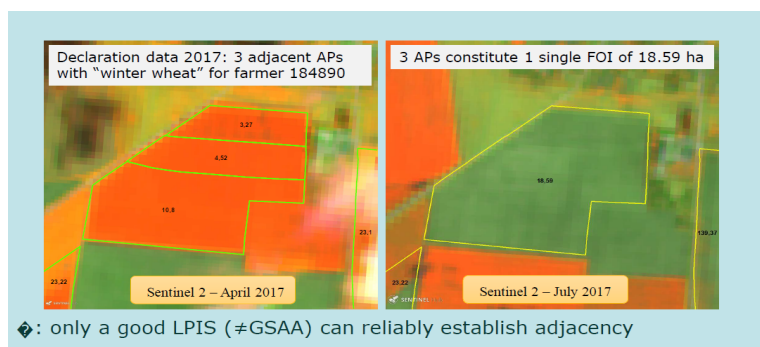 Declaration data 2017: 3 adjacent APs
with “winter wheat” for farmer 184890
3 APs constitute 1 single FOI of 18.59 ha
3,27
4,52
10,8
23,1
23,22
18,59
139,37
23,22
Sentinel 2 – April 2017
Sentinel 2 – July 2017
SENTINEL
�: only a good LPIS (≠GSAA) can reliably establish adjacency